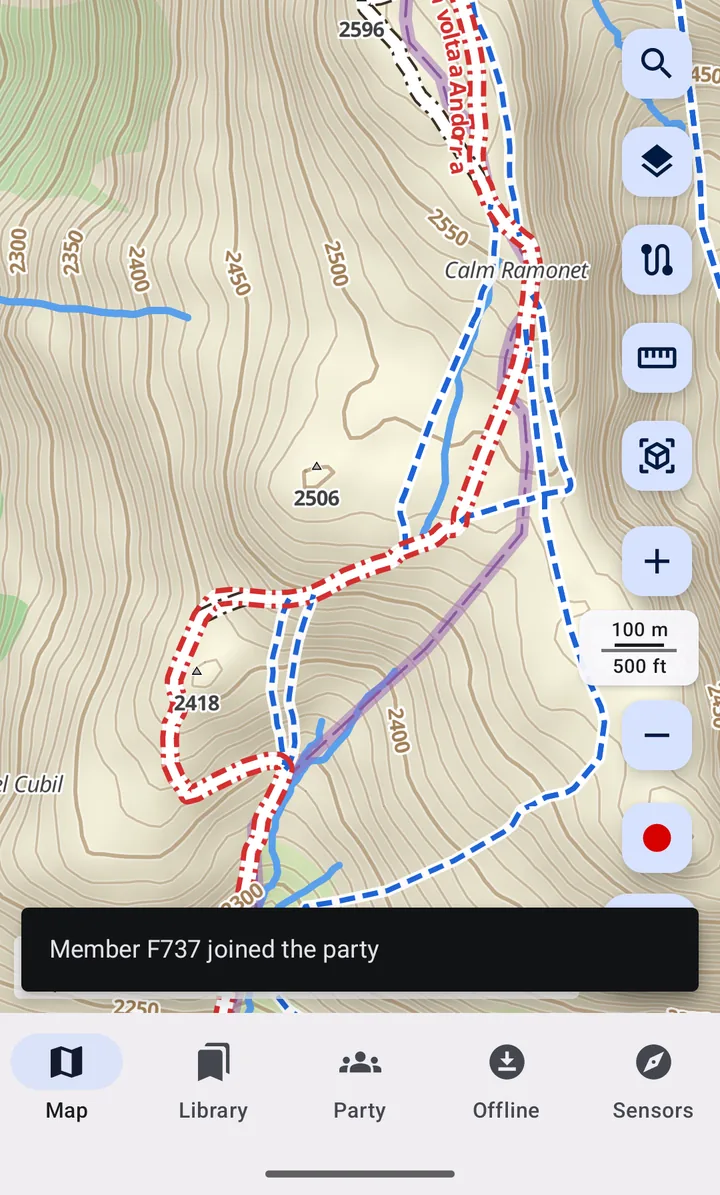 2596
volta a Andorra
450
2550
2300
2350
2400
2450
2500
Calm Ramonet
2506
100 m
500 ft
2418
2400
el Cubil
2300
Member F737 joined the party
2250
Map
Library
Party
Offline
Sensors